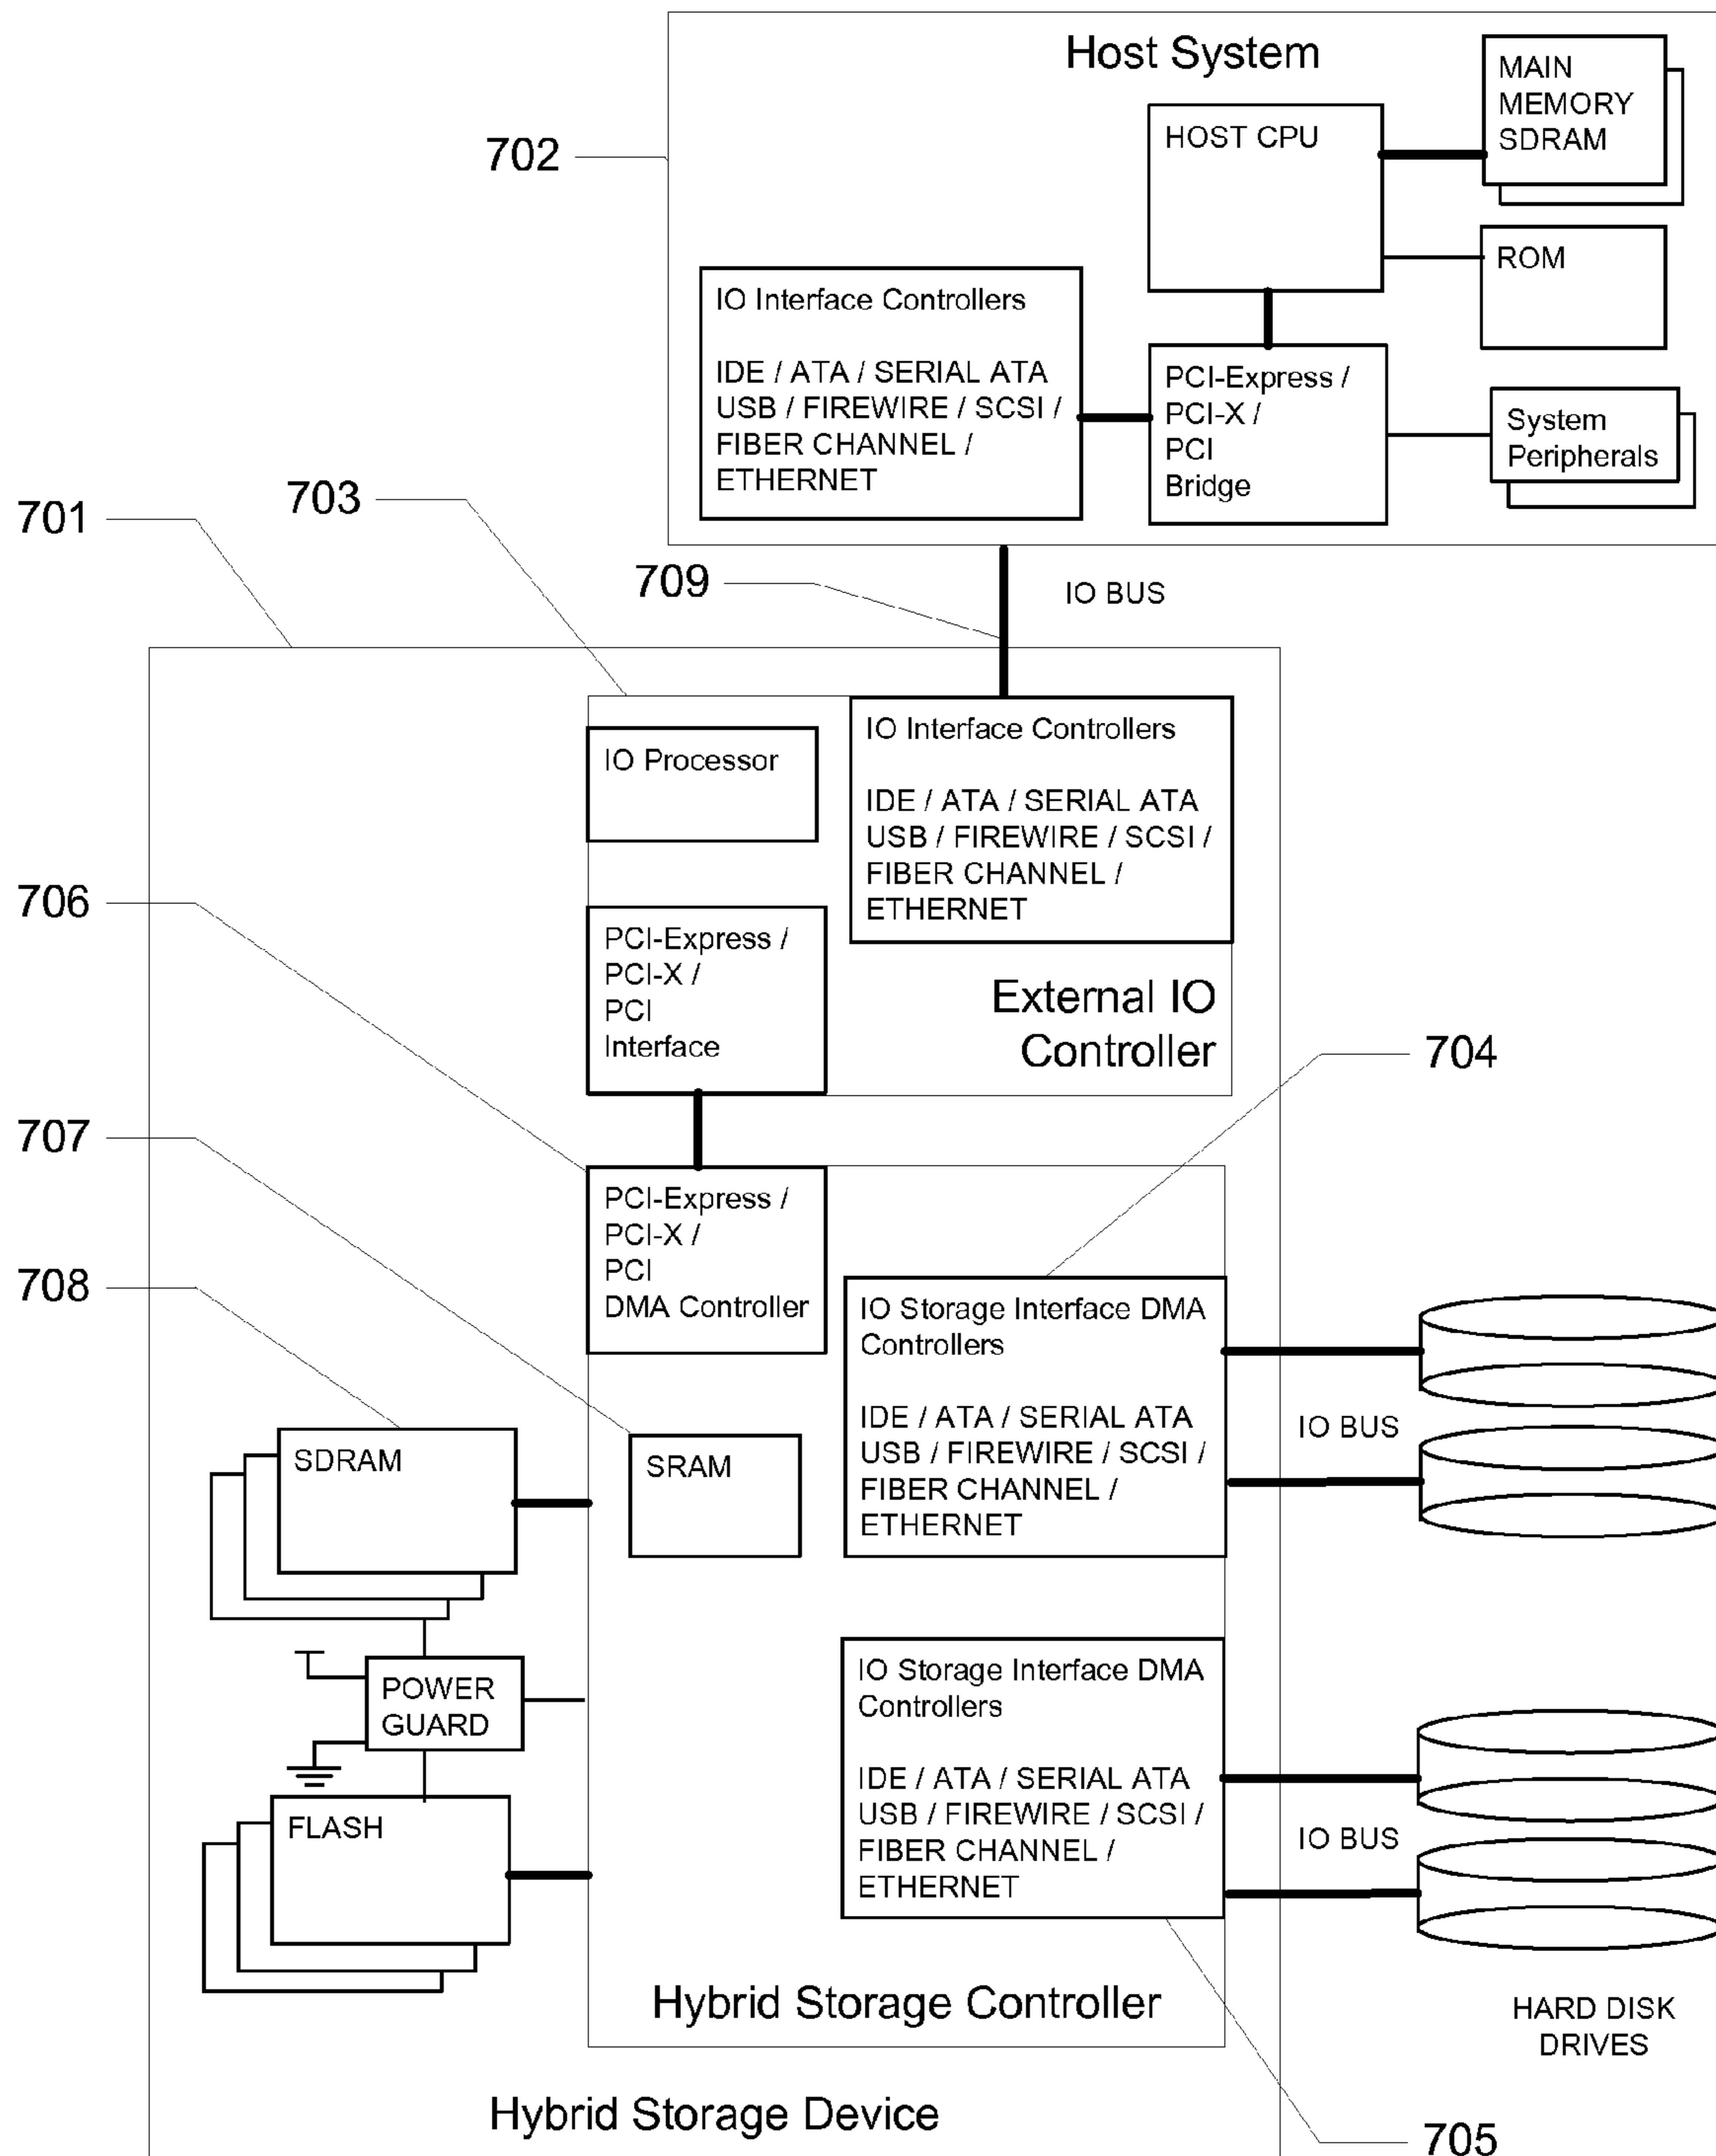 Host System
MAIN
MEMORY
SDRAM
HOST CPU
702
ROM
IO Interface Controllers
IDE / ATA / SERIAL ATA
USB / FIREWIRE / SCSI /
FIBER CHANNEL /
ETHERNET
PCI-Express /
PCI-X /
PCI
Bridge
System
Peripherals
703
701
709
IO BUS
IO Processor
IO Interface Controllers
IDE / ATA / SERIAL ATA
USB / FIREWIRE / SCSI /
FIBER CHANNEL /
ETHERNET
706
PCI-Express /
PCI-X /
PCI
Interface
External IO
Controller
704
707
PCI-Express /
PCI-X /
PCI
DMA Controller
708
IO Storage Interface DMA
Controllers
IDE / ATA / SERIAL ATA
USB / FIREWIRE / SCSI /
FIBER CHANNEL /
ETHERNET
IO BUS
SDRAM
SRAM
POWER
GUARD
IO Storage Interface DMA
Controllers
IDE / ATA / SERIAL ATA
USB / FIREWIRE / SCSI /
FIBER CHANNEL /
ETHERNET
IO BUS
FLASH
Hybrid Storage Controller
HARD DISK
DRIVES
Hybrid Storage Device
705